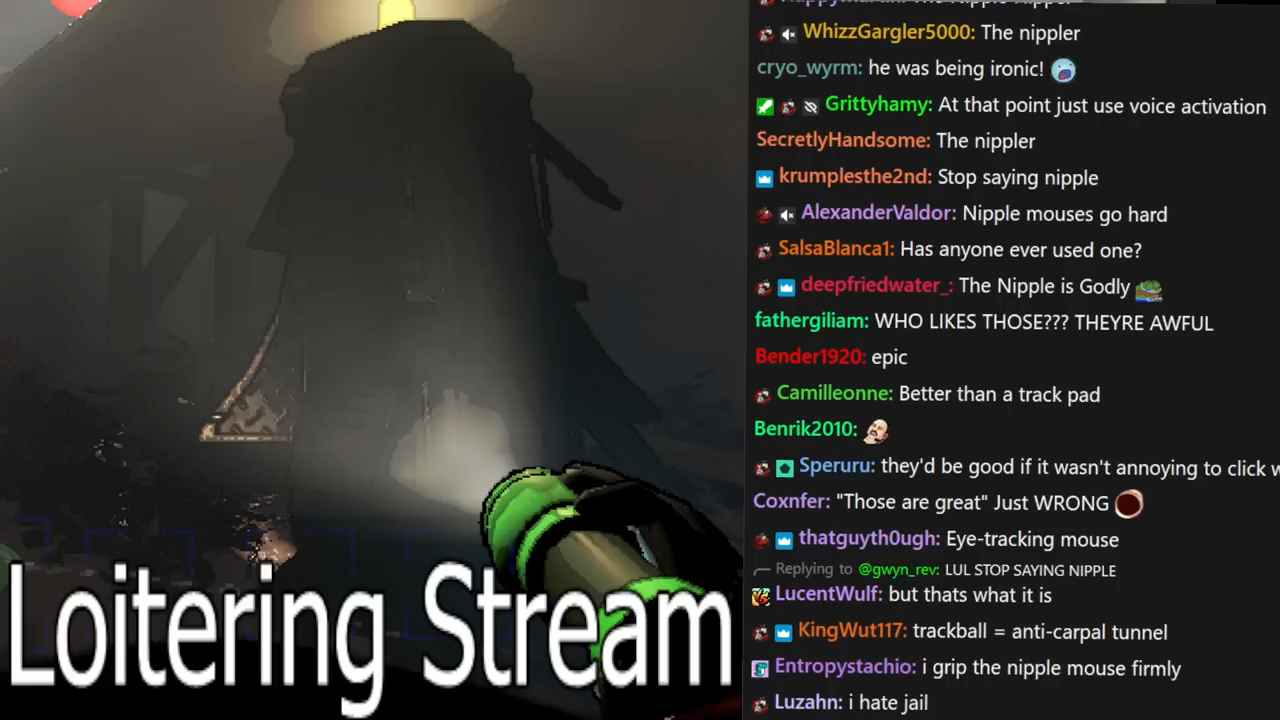 WhizzGargler5000: The nippler
cryo_wyrm: he was being ironic!
Grittyhamy: At that point just use voice activation
SecretlyHandsome: The nippler
krumplesthe2nd: Stop saying nipple
AlexanderValdor: Nipple mouses go hard
SalsaBlanca1: Has anyone ever used one?
deepfriedwater_: The Nipple is Godly
fathergiliam: WHO LIKES THOSE??? THEYRE AWFUL
Bender1920: epic
Camilleonne: Better than a track pad
Benrik2010:
Speruru: they'd be good if it wasn't annoying to click w
Coxnfer: "Those are great" Just WRONG
thatguyth0ugh: Eye-tracking mouse
Replying to @gwyn_rev: LUL STOP SAYING NIPPLE
LucentWulf: but thats what it is
KingWut117: trackball = anti-carpal tunnel
Entropystachio: i grip the nipple mouse firmly
Luzahn: i hate jail
Loitering Stream